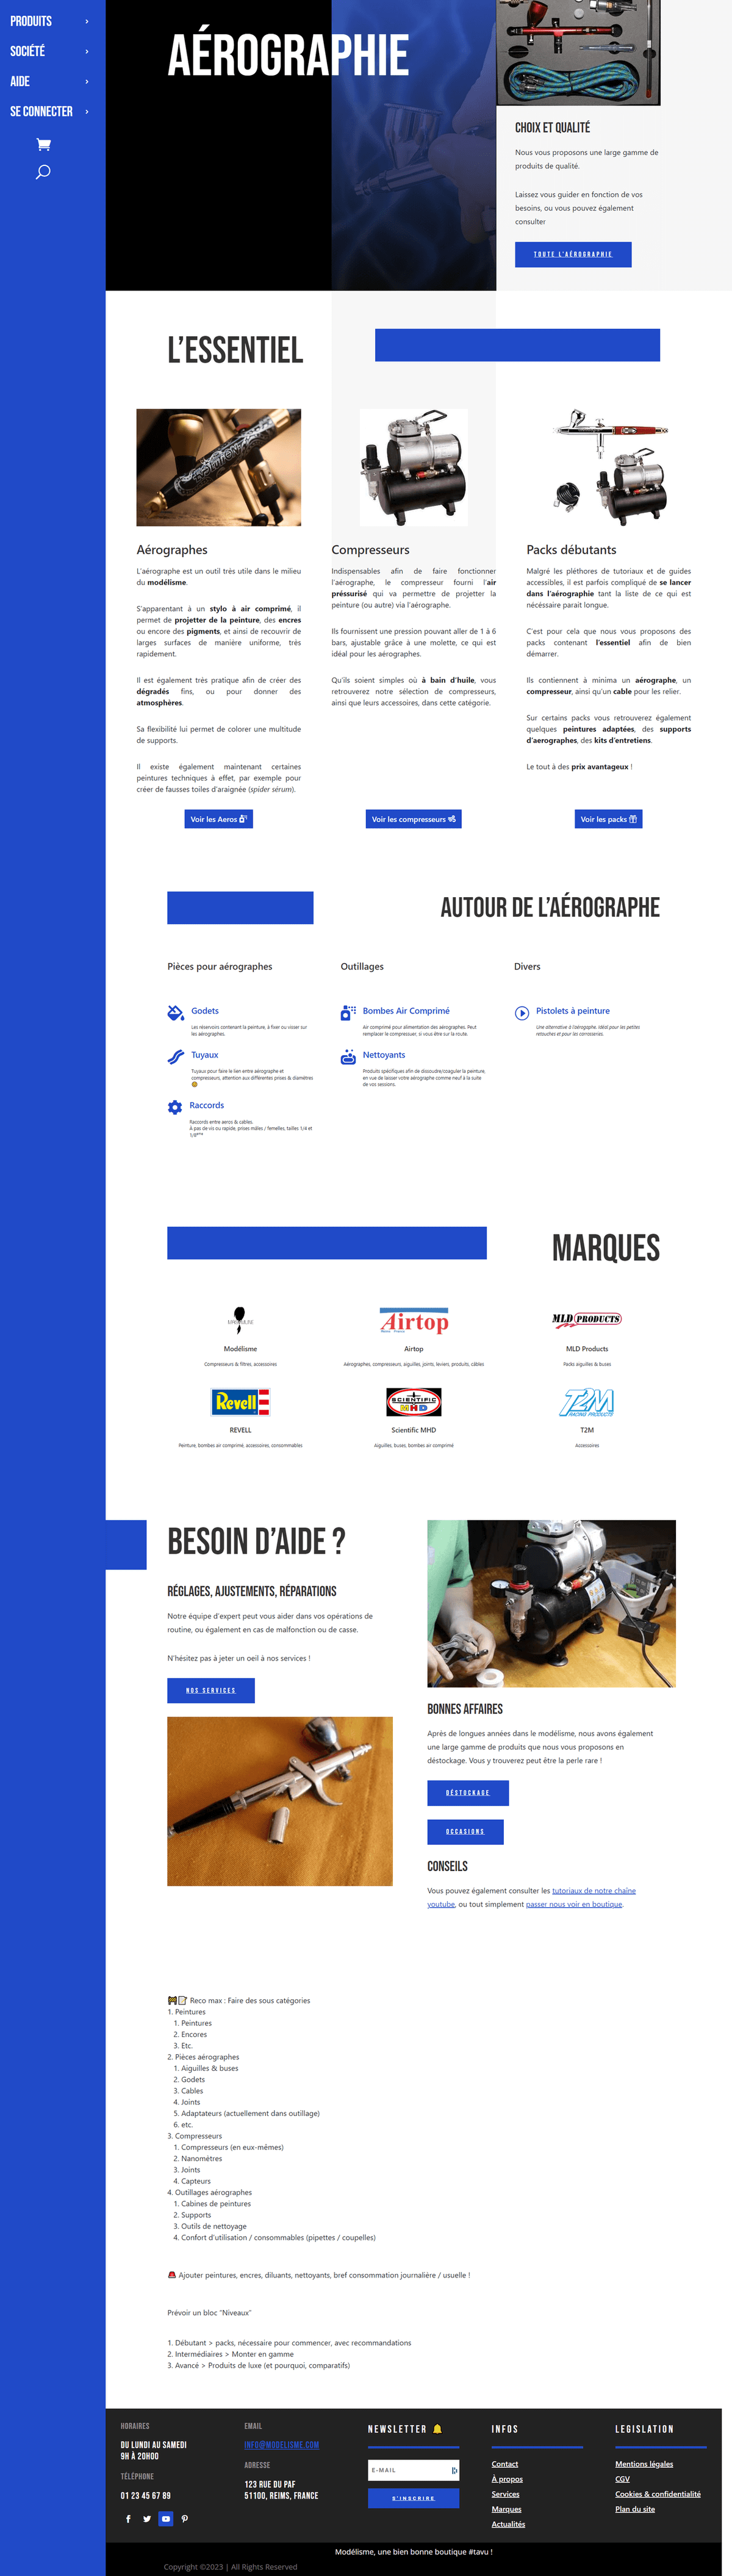 PRODUITS
SOCIÉTÉ
AIDE
SE CONNECTER
AÉROGRAPHIE
CHOIX ET QUALITÉ
Nous vous proposons une large gamme de
produits de qualité.
Laissez vous guider en fonction de vos
besoins, ou vous pouvez également
consulter
TOUTE L'AÉROGRAPHIE
L'ESSENTIEL
Aérographes
L'aérographe est un outil très utile dans le milieu
du modélisme.
S'apparentant à un stylo à air comprimé, il
permet de projetter de la peinture, des encres
ou encore des pigments, et ainsi de recouvrir de
larges surfaces de manière uniforme, très
rapidement.
Il est également très pratique afin de créer des
dégradés fins, ou pour donner des
atmosphères.
Sa flexibilité lui permet de colorer une multitude
de supports.
Il existe également maintenant certaines
peintures techniques à effet, par exemple pour
créer de fausses toiles d'araignée (spider sérum).
Voir les Aeros
Compresseurs
Indispensables afin de faire fonctionner
l'aérographe, le compresseur fourni l'air
préssurisé qui va permettre de projetter la
peinture (ou autre) via l'aérographe.
Ils fournissent une pression pouvant aller de 1 à 6
bars, ajustable grâce à une molette, ce qui est
idéal pour les aérographes.
Qu'ils soient simples où à bain d'huile, vous
retrouverez notre sélection de compresseurs,
ainsi que leurs accessoires, dans cette catégorie.
Voir les compresseurs
Packs débutants
Malgré les pléthores de tutoriaux et de guides
accessibles, il est parfois compliqué de se lancer
dans l'aérographie tant la liste de ce qui est
nécéssaire parait longue.
C'est pour cela que nous vous proposons des
packs contenant l'essentiel afin de bien
démarrer.
Ils contiennent à minima un aérographe, un
compresseur, ainsi qu'un cable pour les relier.
Sur certains packs vous retrouverez également
quelques peintures adaptées, des supports
d'aerographes, des kits d'entretiens.
Le tout à des prix avantageux !
Voir les packs
AUTOUR DE L'AÉROGRAPHE
Pièces pour aérographes
Godets
Les réservoirs contenant la peinture, à fixer ou visser sur
les aérographes.
Tuyaux
Tuyaux pour faire le lien entre aérographe et
compresseurs, attention aux différentes prises & diamètres
Raccords
Raccords entre aeros & cables.
À pas de vis ou rapide, prises mâles / femelles, tailles 1/4 et
Outillages
Bombes Air Comprimé
Air comprimé pour alimentation des aérographes. Peut
remplacer le compresseur, si vous être sur la route.
Nettoyants
Produits spécifiques afin de dissoudre/coaguler la peinture,
en vue de laisser votre aérographe comme neuf à la suite
de vos sessions.
Divers
Pistolets à peinture
Une alternative à l'aérographe. Idéal pour les petites
retouches et pour les carrosseries.
MARQUES
Modélisme
Compresseurs & filtres, accessoires
Airtop
Airtop
Aérographes, compresseurs, aiguilles, joints, leviers, produits, câbles
MLD PRODUCTS
MLD Products
Packs aiguilles & buses
Revell
REVELL
Peinture, bombes air comprimé, accessoires, consommables
SCIENTIFIC
MHD
Scientific MHD
Aiguilles, buses, bombes air comprimé
T2M
RACING PRODUCTS
T2M
Accessoires
BESOIN D'AIDE ?
RÉGLAGES, AJUSTEMENTS, RÉPARATIONS
Notre équipe d'expert peut vous aider dans vos opérations de
routine, ou également en cas de malfonction ou de casse.
N'hésitez pas à jeter un oeil à nos services !
NOS SERVICES
BONNES AFFAIRES
Après de longues années dans le modélisme, nous avons également
une large gamme de produits que nous vous proposons en
déstockage. Vous y trouverez peut être la perle rare !
DÉSTOCKAGE
OCCASIONS
CONSEILS
Vous pouvez également consulter les tutoriaux de notre chaîne
youtube, ou tout simplement passer nous voir en boutique.
Reco max : Faire des sous catégories
1. Peintures
1. Peintures
2. Encores
3. Etc.
2. Pièces aérographes
1. Aiguilles & buses
2. Godets
3. Cables
4. Joints
5. Adaptateurs (actuellement dans outillage)
6. etc.
3. Compresseurs
1. Compresseurs (en eux-mêmes)
2. Nanomètres
3. Joints
4. Capteurs
4. Outillages aérographes
1. Cabines de peintures
2. Supports
3. Outils de nettoyage
4. Confort d'utilisation / consommables (pipettes / coupelles)
Ajouter peintures, encres, diluants, nettoyants, bref consommation journalière / usuelle !
Prévoir un bloc "Niveaux"
1. Débutant > packs, nécessaire pour commencer, avec recommandations
2. Intermédiaires > Monter en gamme
3. Avancé > Produits de luxe (et pourquoi, comparatifs)
HORAIRES
DU LUNDI AU SAMEDI
9H À 20H00
TÉLÉPHONE
01 23 45 67 89
EMAIL
INFO@MODELISME.COM
ADRESSE
123 RUE DU PAF
51100, REIMS, FRANCE
NEWSLETTER
E-MAIL
S'INSCRIRE
INFOS
Contact
À propos
Services
Marques
Actualités
LEGISLATION
Mentions légales
CGV
Cookies & confidentialité
Plan du site
Modélisme, une bien bonne boutique #tavu !
Copyright ©2023 | All Rights Reserved